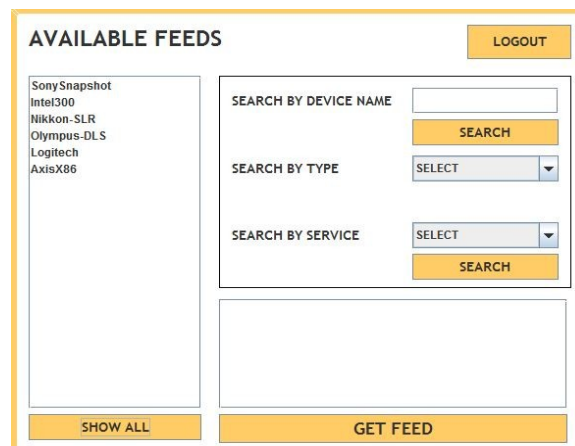 AVAILABLE FEEDS
LOGOUT
SonySnapshot
Intel300
Nikkon-SLR
Olympus-DLS
Logitech
AxisX86
SEARCH BY DEVICE NAME
SEARCH
SEARCH BY TYPE
SELECT
SEARCH BY SERVICE
SELECT
SEARCH
SHOW ALL
GET FEED